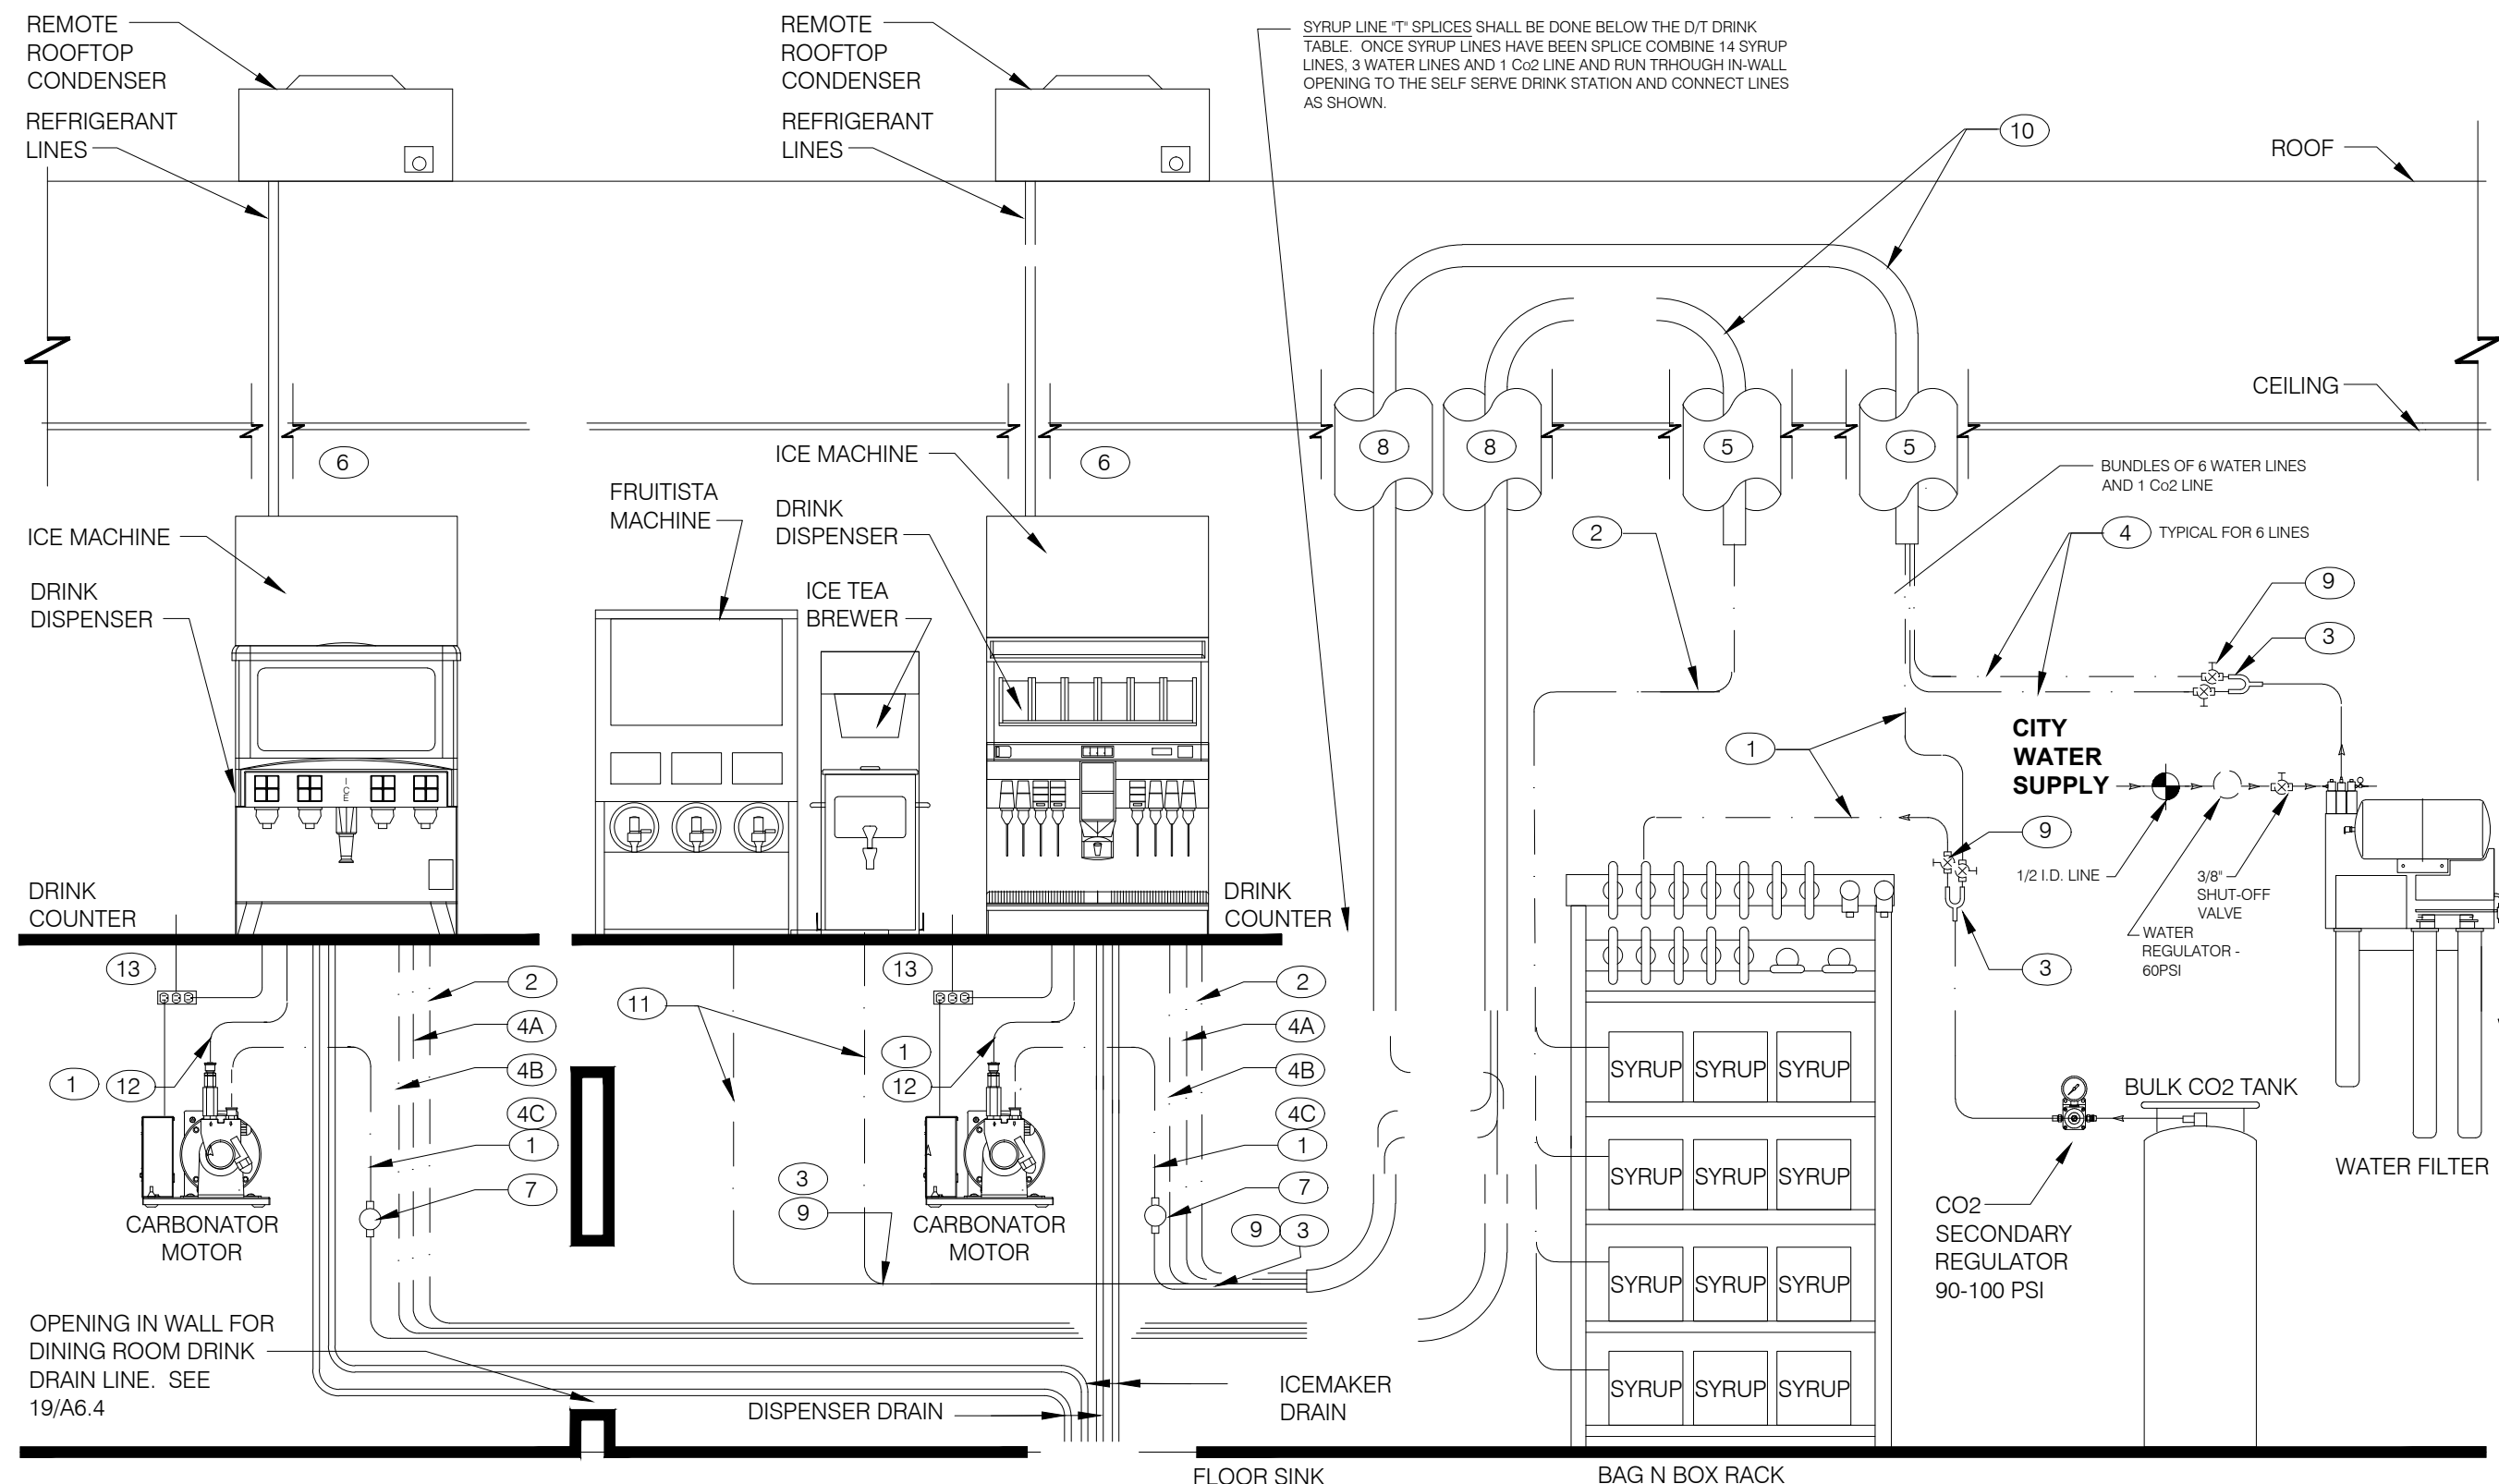 REMOTE
ROOFTOP
CONDENSER
REFRIGERANT
LINES
REMOTE
ROOFTOP
CONDENSER
REFRIGERANT
LINES
SYRUP LINE "T" SPLICES SHALL BE DONE BELOW THE D/T DRINK
TABLE. ONCE SYRUP LINES HAVE BEEN SPLICE COMBINE 14 SYRUP
LINES, 3 WATER LINES AND 1 Co2 LINE AND RUN TRHOUGH IN-WALL
OPENING TO THE SELF SERVE DRINK STATION AND CONNECT LINES
AS SHOWN.
10
ROOF
CEILING
6
6
8
8
5
5
ICE MACHINE
DRINK
DISPENSER
FRUITISTA
MACHINE
ICE MACHINE
DRINK
DISPENSER
ICE TEA
BREWER
BUNDLES OF 6 WATER LINES
AND 1 Co2 LINE
2
4
TYPICAL FOR 6 LINES
9
3
1
CITY
WATER
SUPPLY
ICE
9
1/2 I.D. LINE
3/8"
SHUT-OFF
VALVE
WATER
REGULATOR -
60PSI
3
DRINK
COUNTER
DRINK
COUNTER
13
2
4A
4B
4C
1
7
1
12
CARBONATOR
MOTOR
11
13
1
12
3
9
CARBONATOR
MOTOR
2
4A
4B
4C
1
7
9
3
SYRUP SYRUP SYRUP
SYRUP SYRUP SYRUP
SYRUP SYRUP SYRUP
SYRUP SYRUP SYRUP
BULK CO2 TANK
WATER FILTER
CO2
SECONDARY
REGULATOR
90-100 PSI
OPENING IN WALL FOR
DINING ROOM DRINK
DRAIN LINE. SEE
19/A6.4
DISPENSER DRAIN
ICEMAKER
DRAIN
FLOOR SINK
BAG N BOX RACK